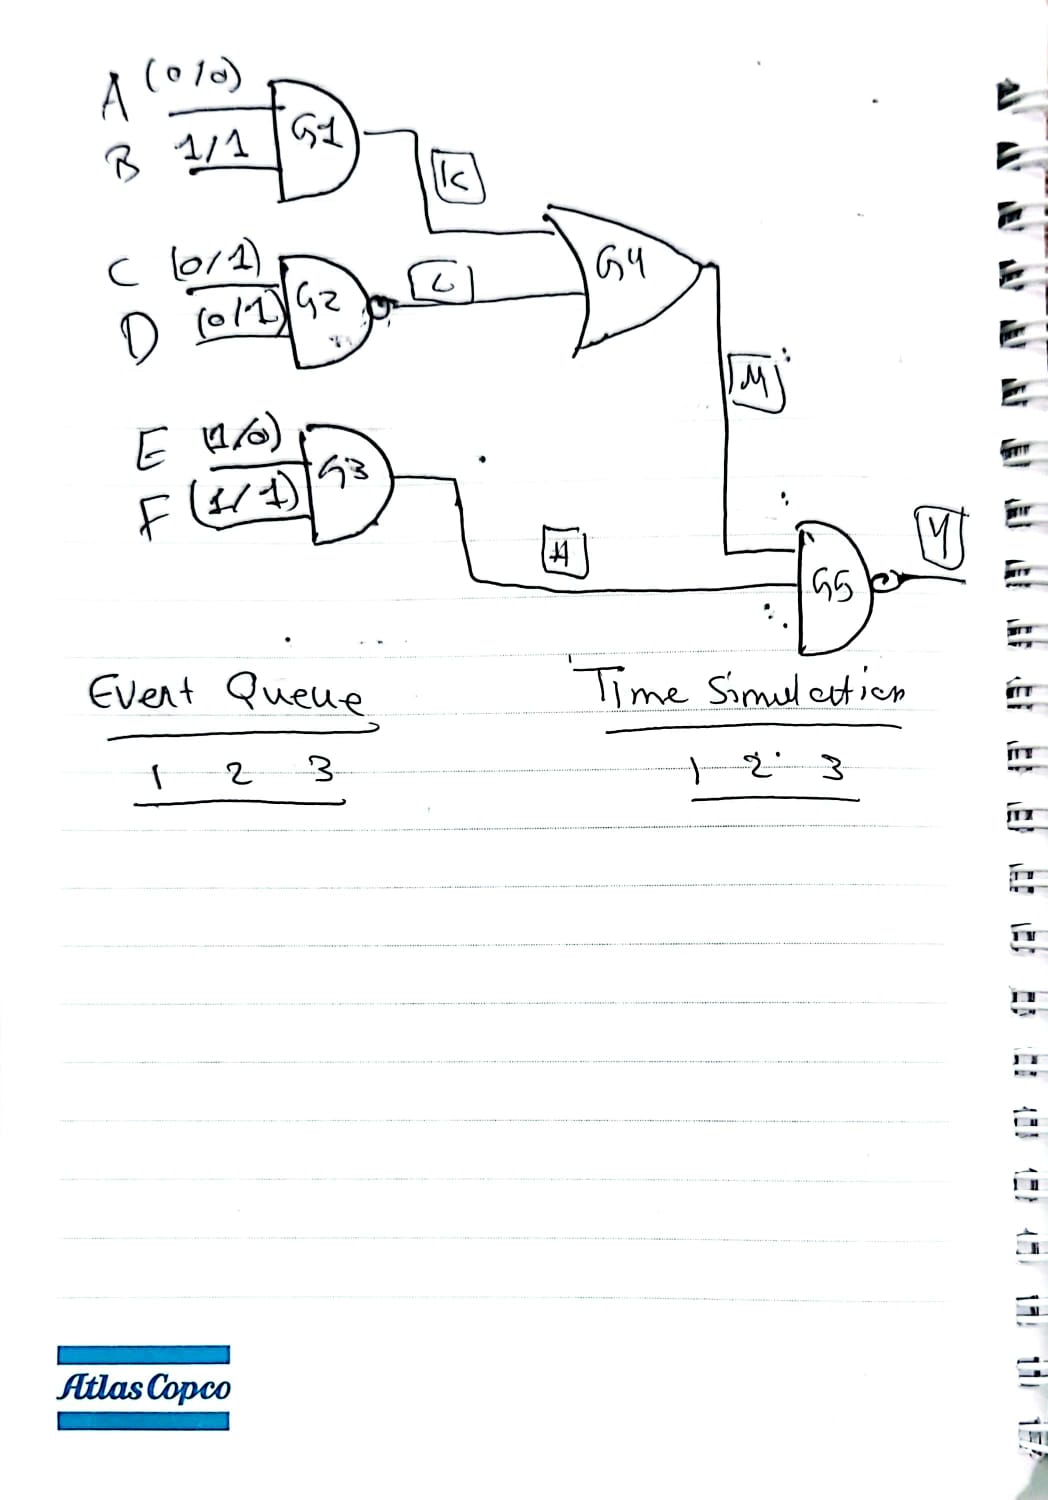 A (0/0)
B 1/1
G1
K
C (0/1)
D (0/1)
G2
L
G4
M
E (1/0)
F (1/1)
G3
H
G5
Y
Event Queue
Time Simulation
1 2 3
1 2 3
Atlas Copco